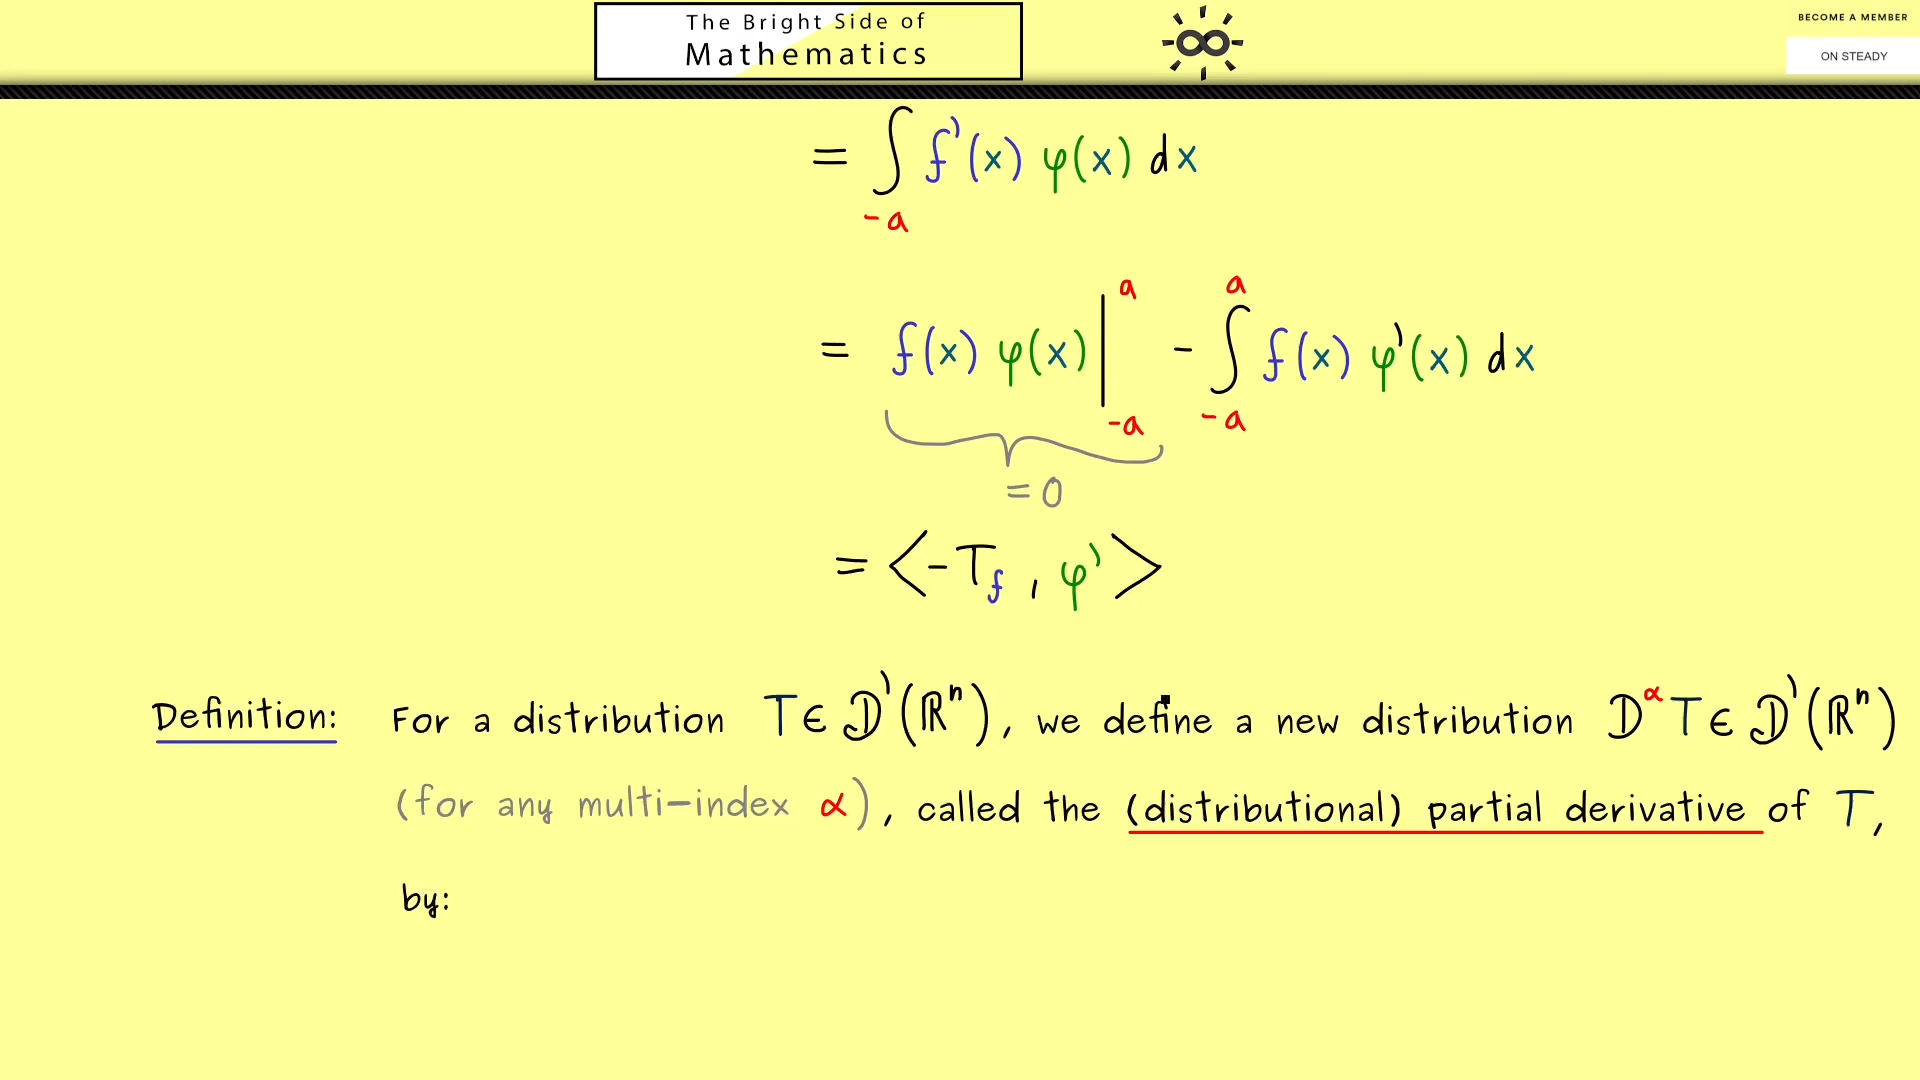 The Bright Side of
Mathematics
BECOME A MEMBER
ON STEADY
= ∫_{-a} f'(x) φ(x) dx
= f(x) φ(x) |_{-a}^{a} - ∫_{-a}^{a} f(x) φ'(x) dx
= 0
= <-T_f , φ'>
Definition: For a distribution T ∈ 𝒟'(ℝⁿ), we define a new distribution D^α T ∈ 𝒟'(ℝⁿ)
(for any multi-index α), called the (distributional) partial derivative of T,
by: